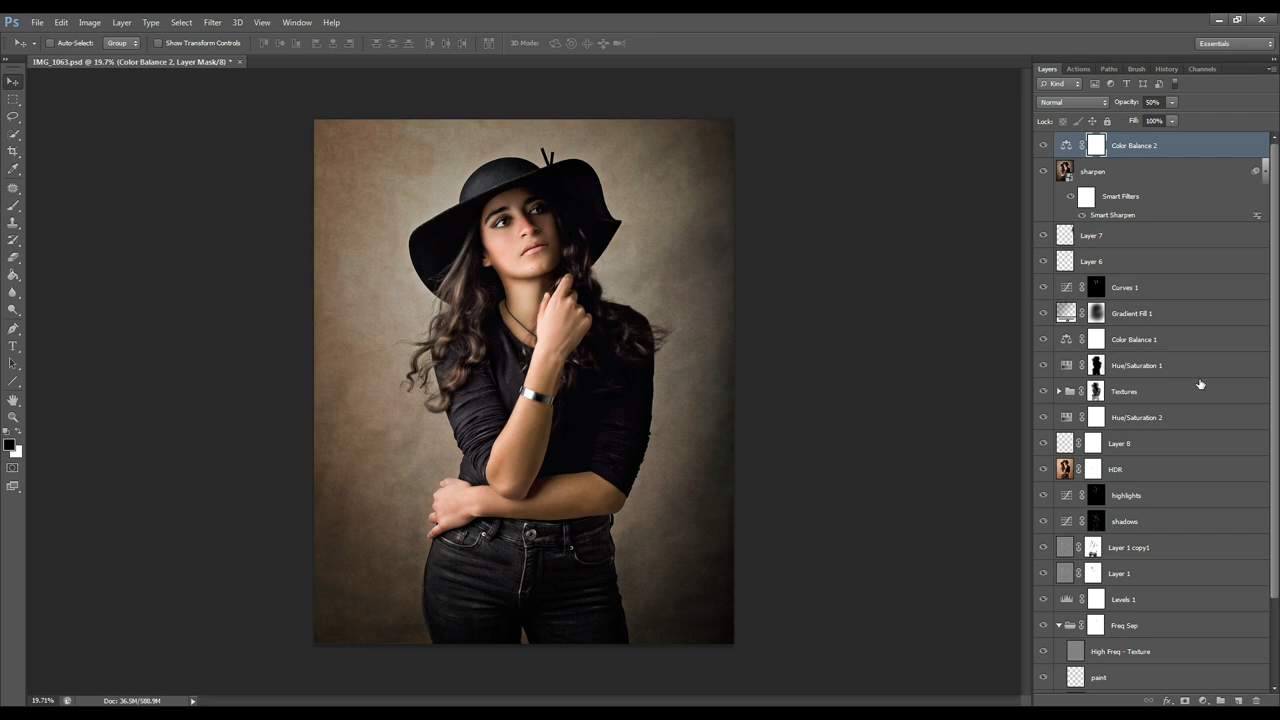 Ps File Edit Image Layer Type Select Filter 3D View Window Help
Auto-Select: Group Show Transform Controls 3D Mode: Essentials
IMG_1063.psd @ 19.7% (Color Balance 2, Layer Mask/8) * ×
Layers Actions Paths Brush History Channels
Kind
Normal Opacity: 50%
Lock: Fill: 100%
Color Balance 2
sharpen
Smart Filters
Smart Sharpen
Layer 7
Layer 6
Curves 1
Gradient Fill 1
Color Balance 1
Hue/Saturation 1
Textures
Hue/Saturation 2
Layer 8
HDR
highlights
shadows
Layer 1 copy1
Layer 1
Levels 1
Freq Sep
High Freq - Texture
paint
19.71% Doc: 36.5M/588.9M